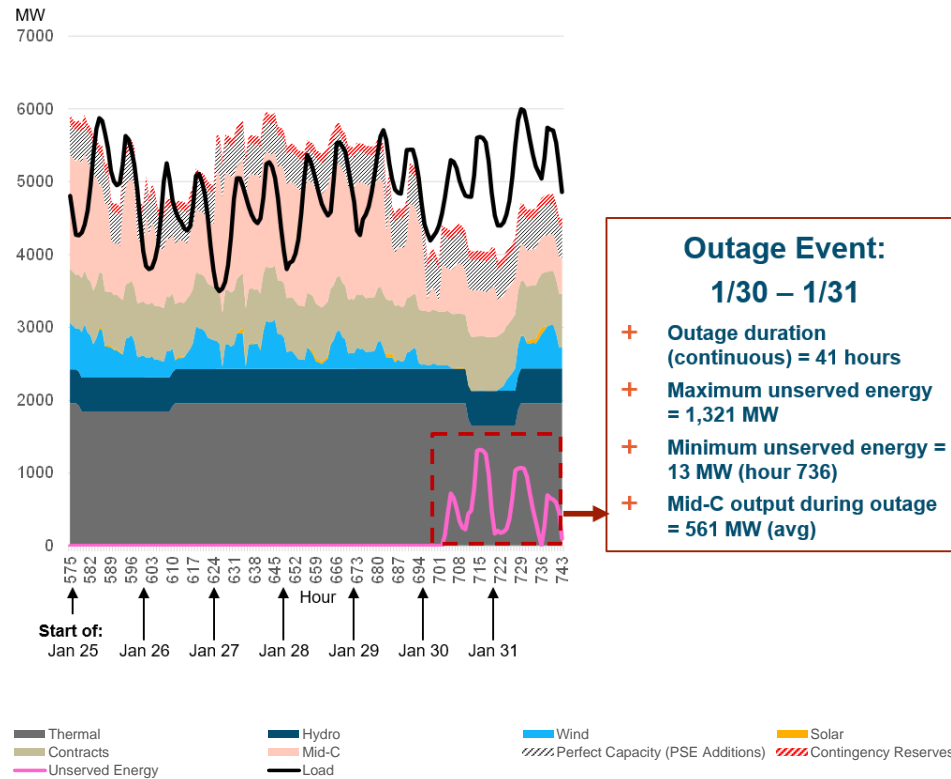 MW
7000
6000
5000
4000
3000
2000
1000
0
575 582 589 596 603 610 617 624 631 638 645 652 659 666 673 680 687 694 701 708 715 722 729 736 743
Hour
Start of:
Jan 25 Jan 26 Jan 27 Jan 28 Jan 29 Jan 30 Jan 31
Outage Event:
1/30 – 1/31
+ Outage duration
(continuous) = 41 hours
+ Maximum unserved energy
= 1,321 MW
+ Minimum unserved energy =
13 MW (hour 736)
+ Mid-C output during outage
= 561 MW (avg)
Thermal Hydro Wind Solar
Contracts Mid-C Perfect Capacity (PSE Additions) Contingency Reserves
Unserved Energy Load